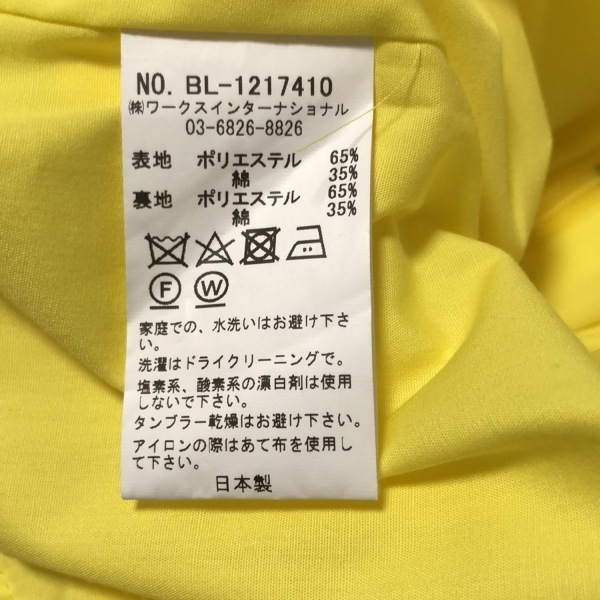 NO. BL-1217410
㈱ワークスインターナショナル
03-6826-8826
表地 ポリエステル 65%
綿 35%
裏地 ポリエステル 65%
綿 35%
F W
家庭での、水洗いはお避け下さ
い。
洗濯はドライクリーニングで。
塩素系、酸素系の漂白剤は使用
しないで下さい。
タンブラー乾燥はお避け下さい。
アイロンの際はあて布を使用し
て下さい。
日本製